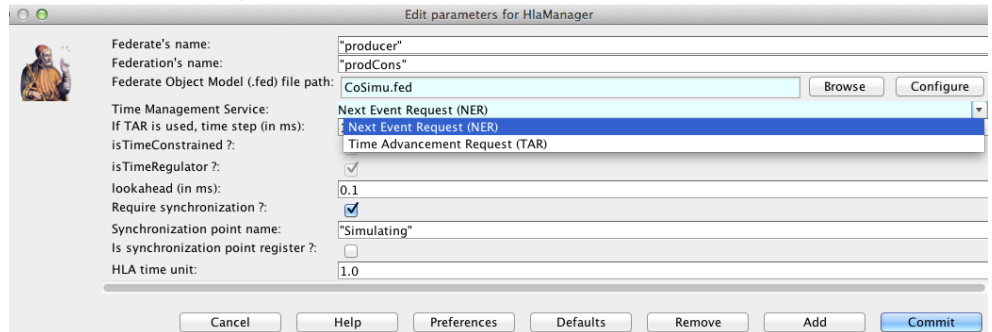 Edit parameters for HlaManager
Federate's name: "producer"
Federation's name: "prodCons"
Federate Object Model (.fed) file path: CoSimu.fed Browse Configure
Time Management Service: Next Event Request (NER)
If TAR is used, time step (in ms): Next Event Request (NER)
isTimeConstrained ?: Time Advancement Request (TAR)
isTimeRegulator ?:
lookahead (in ms): 0.1
Require synchronization ?:
Synchronization point name: "Simulating"
Is synchronization point register ?:
HLA time unit: 1.0
Cancel Help Preferences Defaults Remove Add Commit